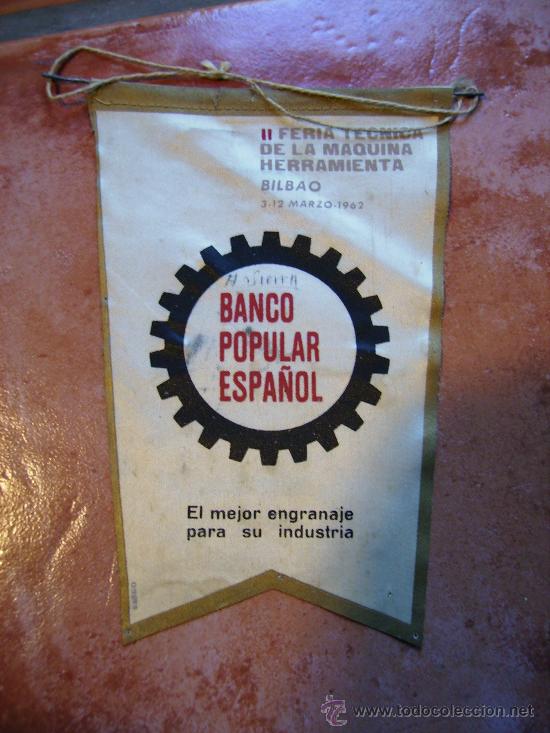 II FERIA TECNICA
DE LA MAQUINA
HERRAMIENTA
BILBAO
3-12 MARZO-1962
BANCO
POPULAR
ESPAÑOL
El mejor engranaje
para su industria
www.todocoleccion.net